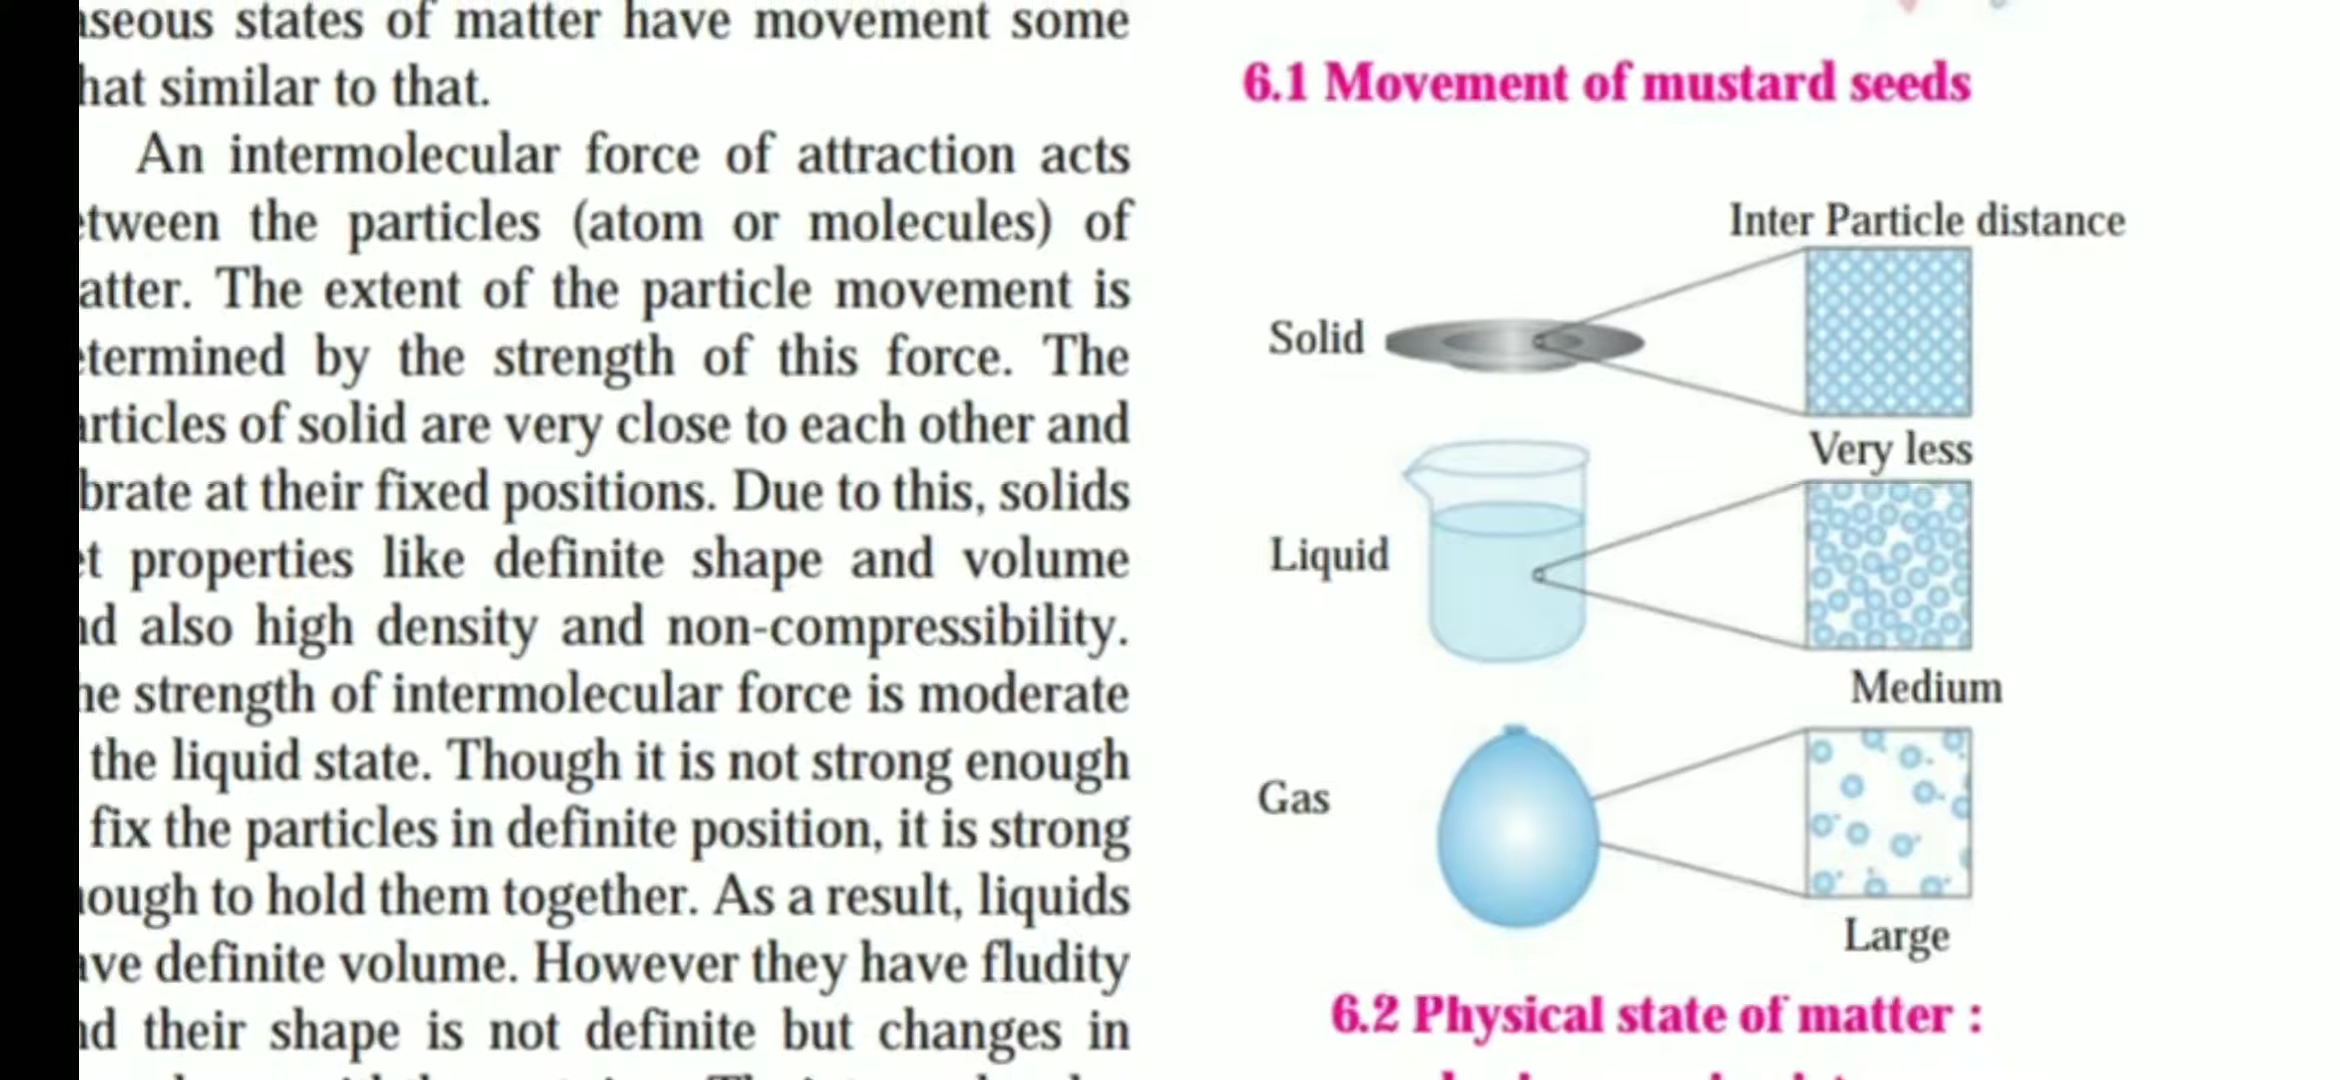 seous states of matter have movement some
hat similar to that.
An intermolecular force of attraction acts
tween the particles (atom or molecules) of
atter. The extent of the particle movement is
termined by the strength of this force. The
rticles of solid are very close to each other and
brate at their fixed positions. Due to this, solids
t properties like definite shape and volume
d also high density and non-compressibility.
he strength of intermolecular force is moderate
the liquid state. Though it is not strong enough
fix the particles in definite position, it is strong
ough to hold them together. As a result, liquids
ve definite volume. However they have fludity
d their shape is not definite but changes in
6.1 Movement of mustard seeds
Inter Particle distance
Solid
Very less
Liquid
Medium
Gas
Large
6.2 Physical state of matter :